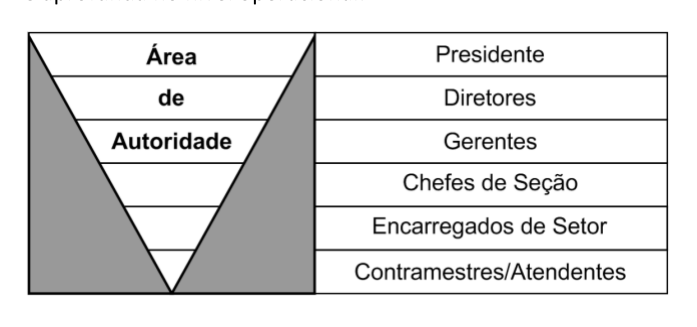 Área
de
Autoridade
Presidente
Diretores
Gerentes
Chefes de Seção
Encarregados de Setor
Contramestres/Atendentes